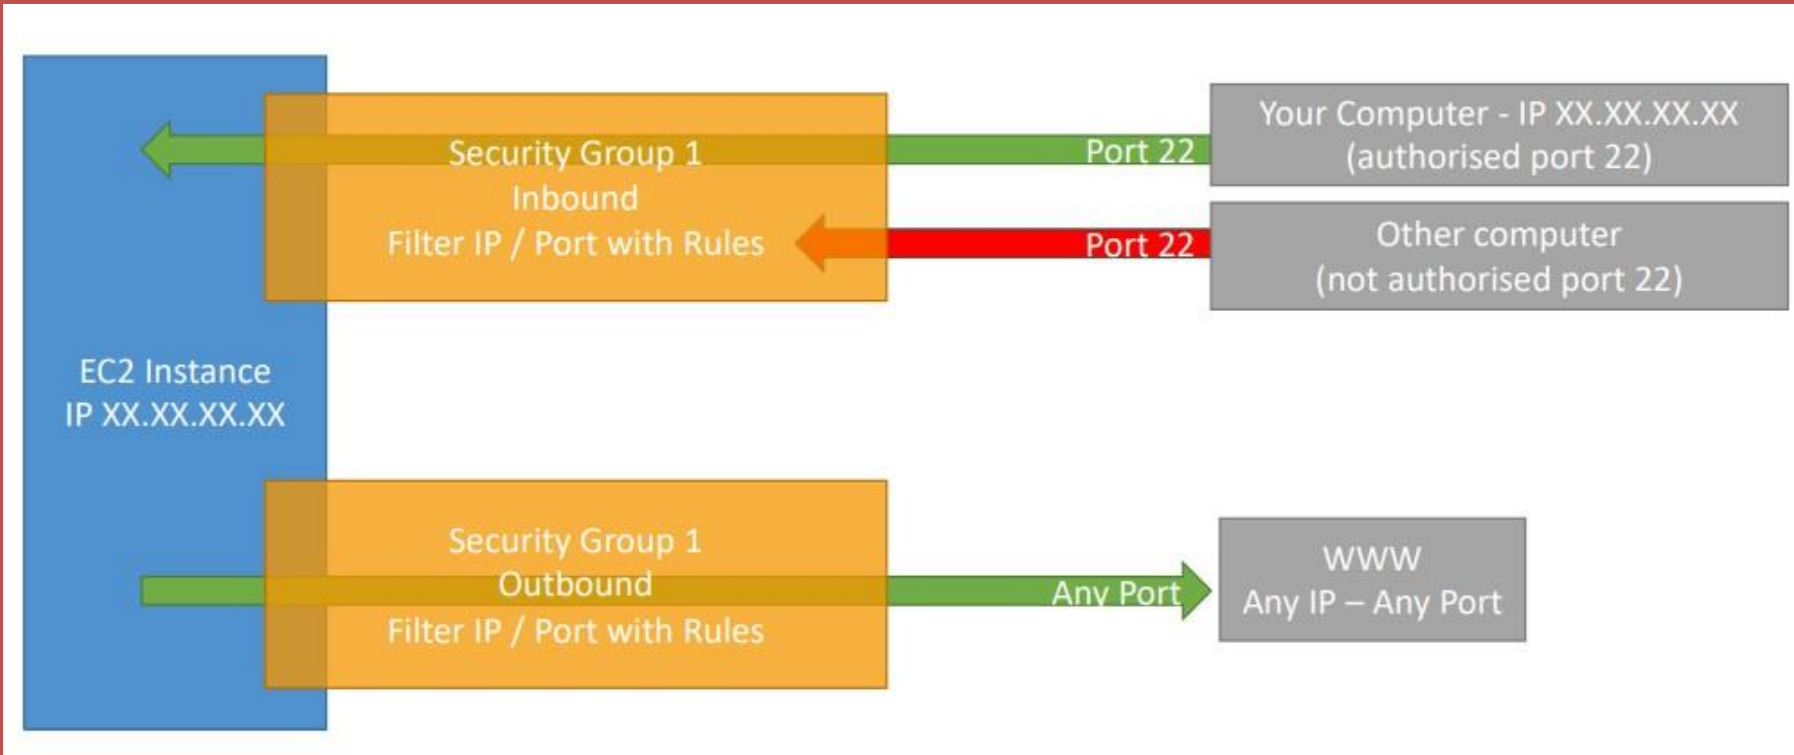 Security Group 1
Inbound
Filter IP / Port with Rules
Port 22
Your Computer - IP XX.XX.XX.XX
(authorised port 22)
Port 22
Other computer
(not authorised port 22)
EC2 Instance
IP XX.XX.XX.XX
Security Group 1
Outbound
Filter IP / Port with Rules
Any Port
WWW
Any IP – Any Port